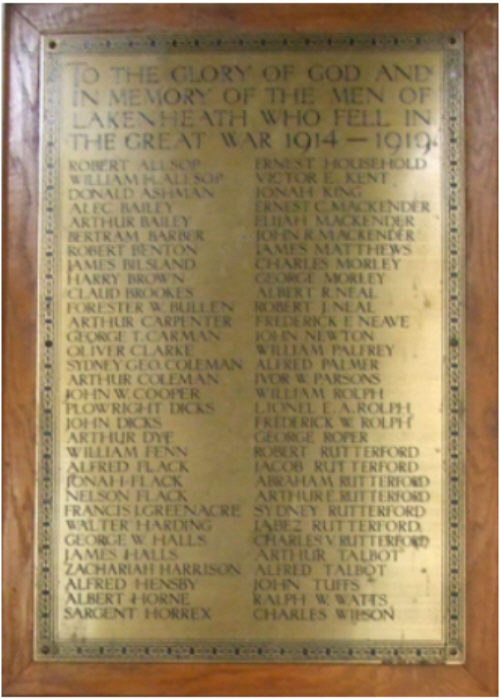 TO THE GLORY OF GOD AND
IN MEMORY OF THE MEN OF
LAKENHEATH WHO FELL IN
THE GREAT WAR 1914 – 1919
ROBERT ALLSOP
WILLIAM H. ALLSOP
DONALD ASHMAN
ALEC BAILEY
ARTHUR BAILEY
BERTRAM BARBER
ROBERT BENTON
JAMES BILSLAND
HARRY BROWN
CLAUD BROOKES
FORESTER W. BULLEN
ARTHUR CARPENTER
GEORGE T. CARMAN
OLIVER CLARKE
SYDNEY GEO. COLEMAN
ARTHUR COLEMAN
JOHN W. COOPER
PLOWRIGHT DICKS
JOHN DICKS
ARTHUR DYE
WILLIAM FENN
ALFRED FLACK
JONAH FLACK
NELSON FLACK
FRANCIS I. GREENACRE
WALTER HARDING
GEORGE W. HALLS
JAMES HALLS
ZACHARIAH HARRISON
ALFRED HENSBY
ALBERT HORNE
SARGENT HORREX
ERNEST HOUSEHOLD
VICTOR E. KENT
JONAH KING
ERNEST C. MACKENDER
ELIJAH MACKENDER
JOHN R. MACKENDER
JAMES MATTHEWS
CHARLES MORLEY
GEORGE MORLEY
ALBERT R. NEAL
ROBERT J. NEAL
FREDERICK E. NEAVE
JOHN NEWTON
WILLIAM PALFREY
ALFRED PALMER
IVOR W. PARSONS
WILLIAM ROLPH
LIONEL E. A. ROLPH
FREDERICK W. ROLPH
GEORGE ROPER
ROBERT RUTTERFORD
JACOB RUTTERFORD
ABRAHAM RUTTERFORD
ARTHUR E. RUTTERFORD
SYDNEY RUTTERFORD
JABEZ RUTTERFORD
CHARLES V. RUTTERFORD
ARTHUR TALBOT
ALFRED TALBOT
JOHN TUFFS
RALPH W. WATTS
CHARLES WILSON